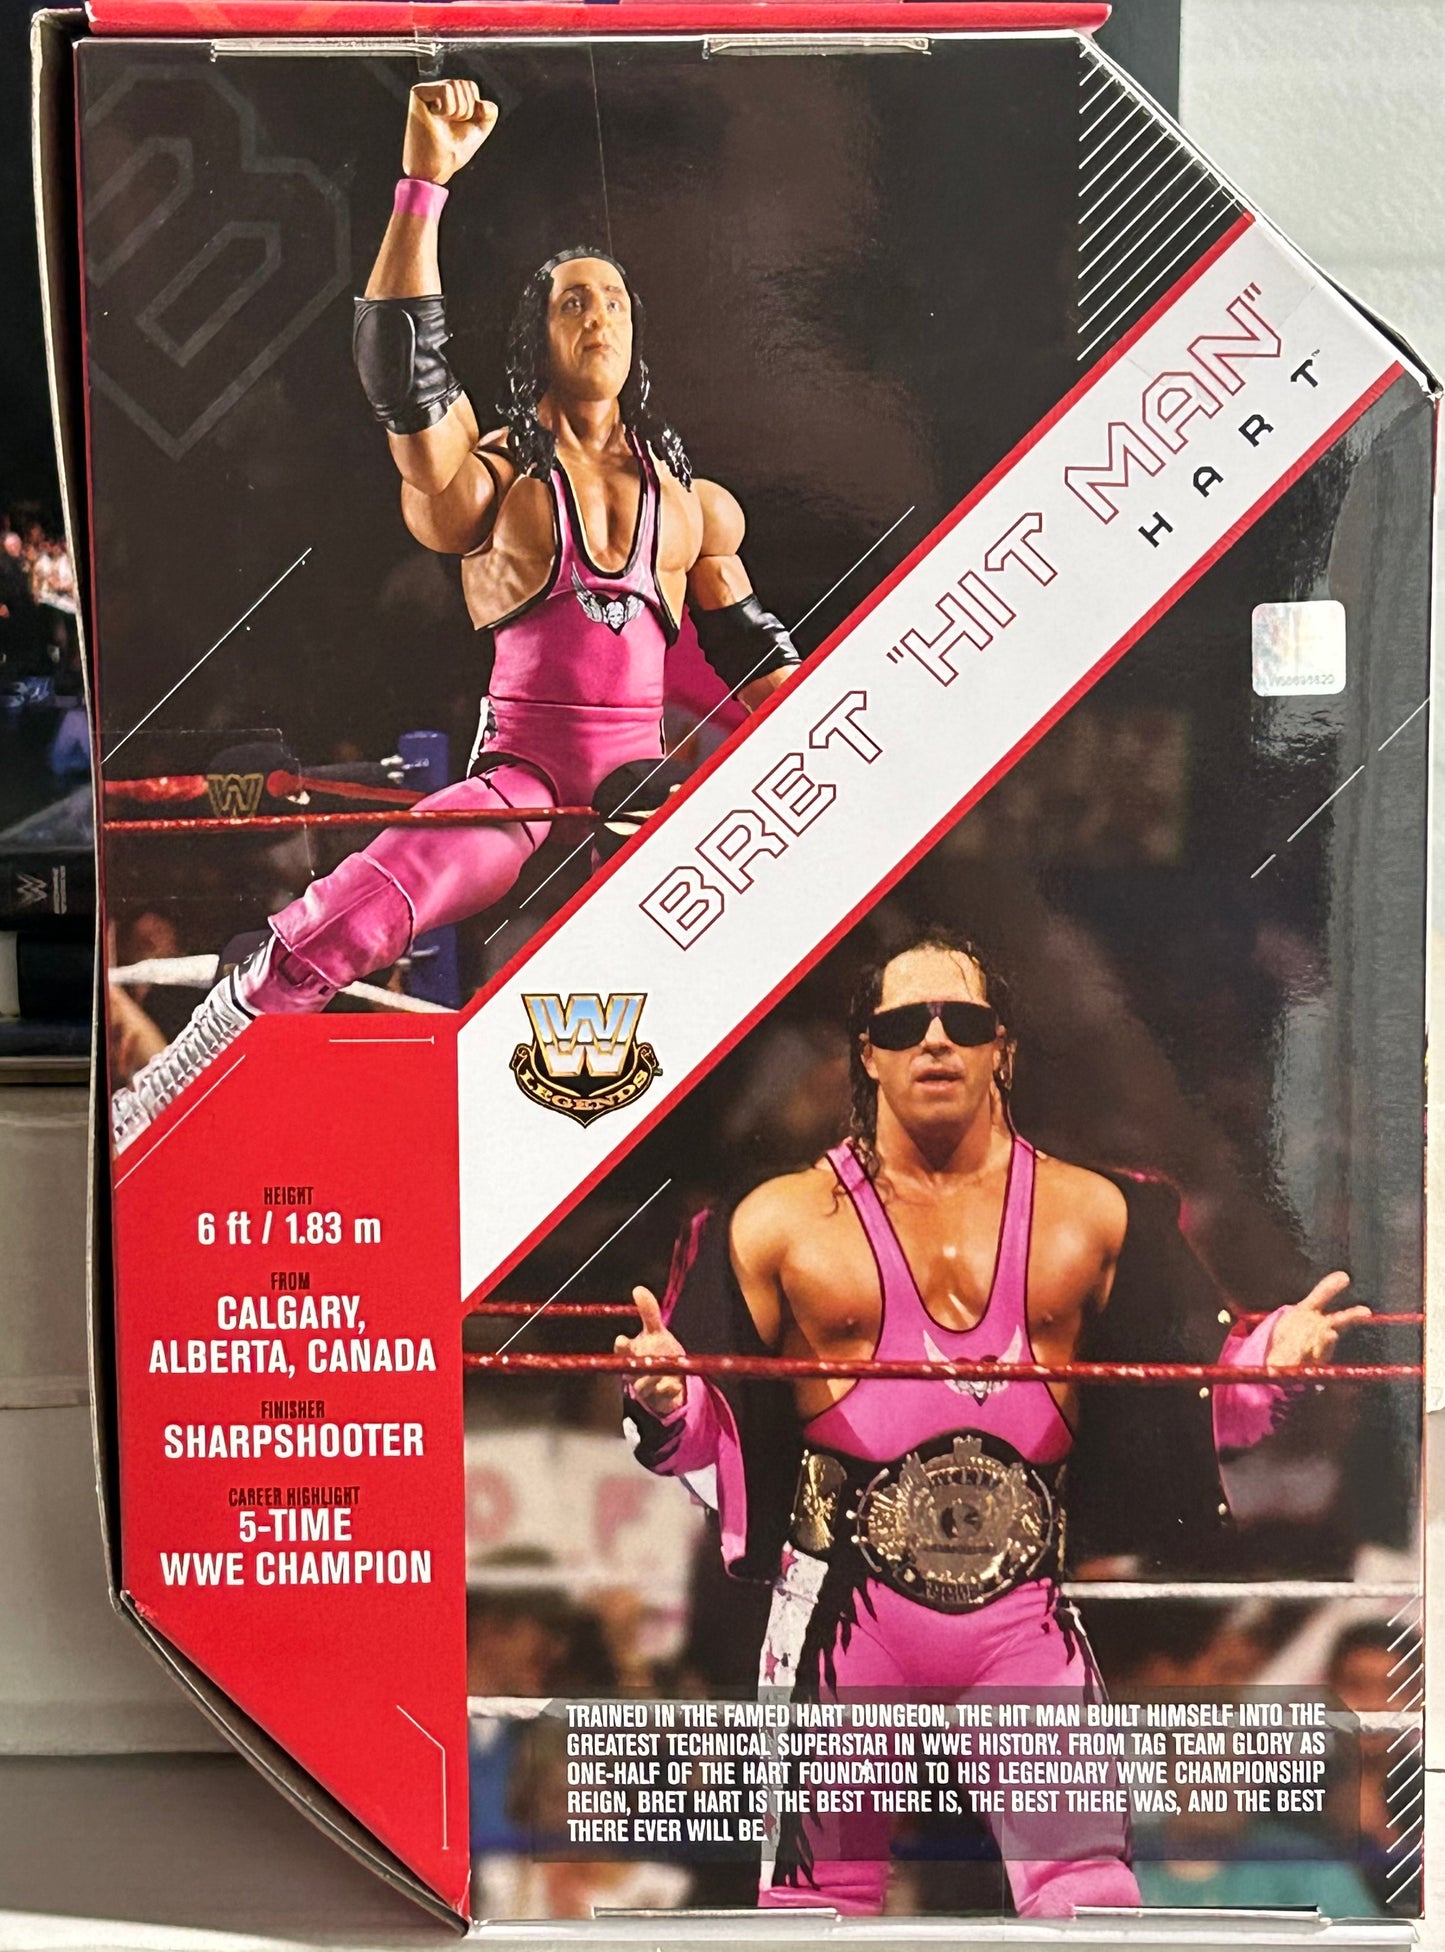 BRET "HIT MAN"
HART™
W
LEGENDS
HEIGHT
6 ft / 1.83 m
FROM
CALGARY,
ALBERTA, CANADA
FINISHER
SHARPSHOOTER
CAREER HIGHLIGHT
5-TIME
WWE CHAMPION
TRAINED IN THE FAMED HART DUNGEON, THE HIT MAN BUILT HIMSELF INTO THE
GREATEST TECHNICAL SUPERSTAR IN WWE HISTORY. FROM TAG TEAM GLORY AS
ONE-HALF OF THE HART FOUNDATION TO HIS LEGENDARY WWE CHAMPIONSHIP
REIGN, BRET HART IS THE BEST THERE IS, THE BEST THERE WAS, AND THE BEST
THERE EVER WILL BE.